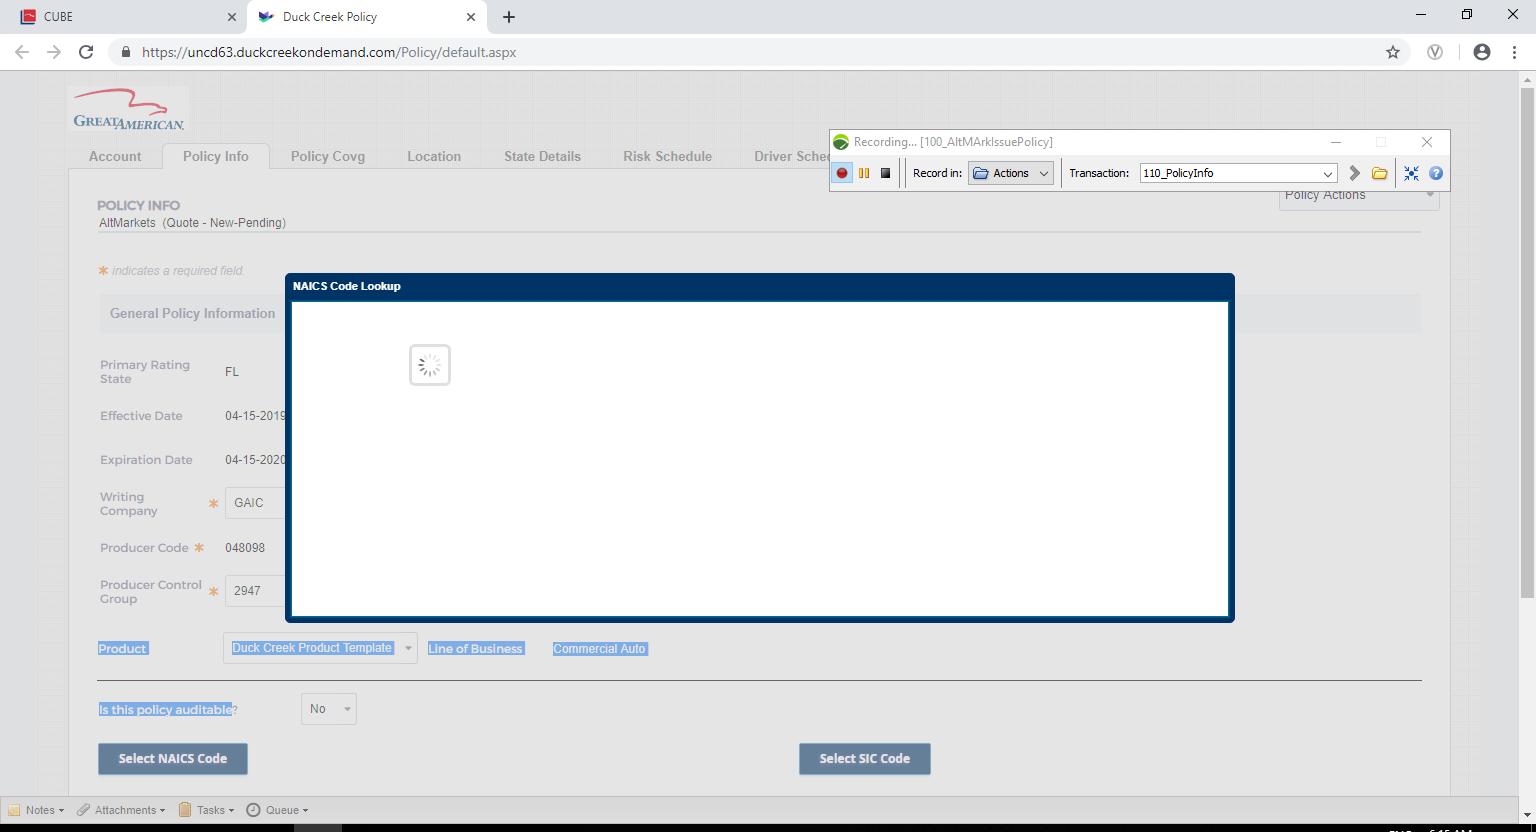 CUBE
Duck Creek Policy
https://uncd63.duckcreekondemand.com/Policy/default.aspx
GREATAMERICAN.
Recording... [100_AltMArkIssuePolicy]
Account
Policy Info
Policy Covg
Location
State Details
Risk Schedule
Driver Sche
Record in:
Actions
Transaction:
110_PolicyInfo
Policy Actions
POLICY INFO
AltMarkets (Quote - New-Pending)
* indicates a required field.
NAICS Code Lookup
General Policy Information
Primary Rating
State
FL
Effective Date
04-15-2019
Expiration Date
04-15-2020
Writing
Company
*
GAIC
Producer Code *
048098
Producer Control
Group
*
2947
Product
Duck Creek Product Template
Line of Business
Commercial Auto
Is this policy auditable?
No
Select NAICS Code
Select SIC Code
Notes
Attachments
Tasks
Queue